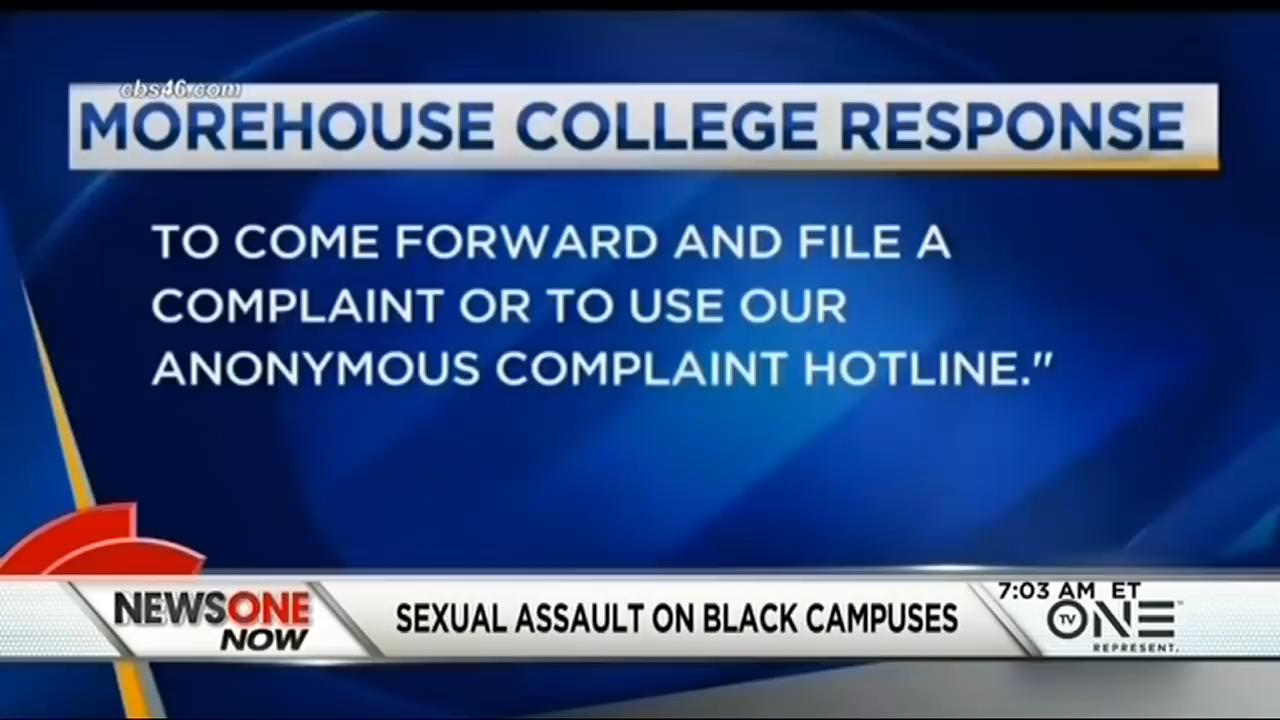 cbs46.com
MOREHOUSE COLLEGE RESPONSE
TO COME FORWARD AND FILE A
COMPLAINT OR TO USE OUR
ANONYMOUS COMPLAINT HOTLINE."
NEWSONE
NOW
SEXUAL ASSAULT ON BLACK CAMPUSES
7:03 AM ET
TV ONE™
REPRESENT.